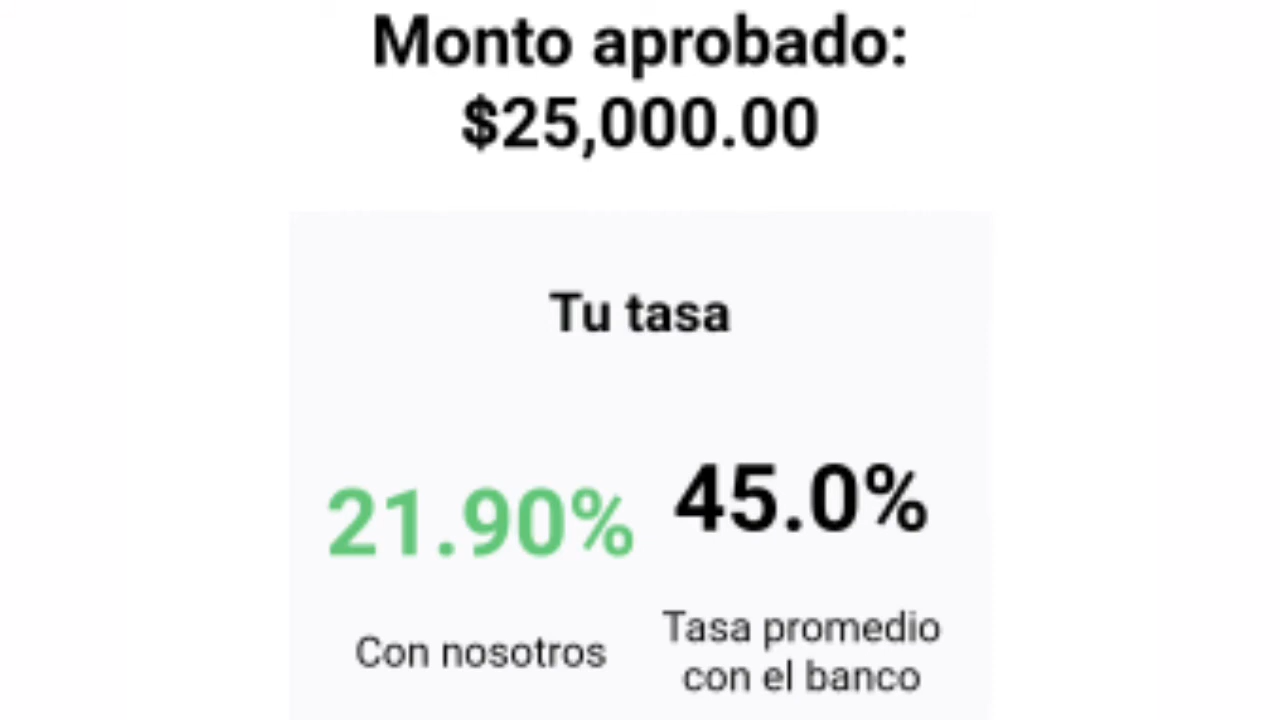 Monto aprobado:
$25,000.00
Tu tasa
21.90%
Con nosotros
45.0%
Tasa promedio
con el banco